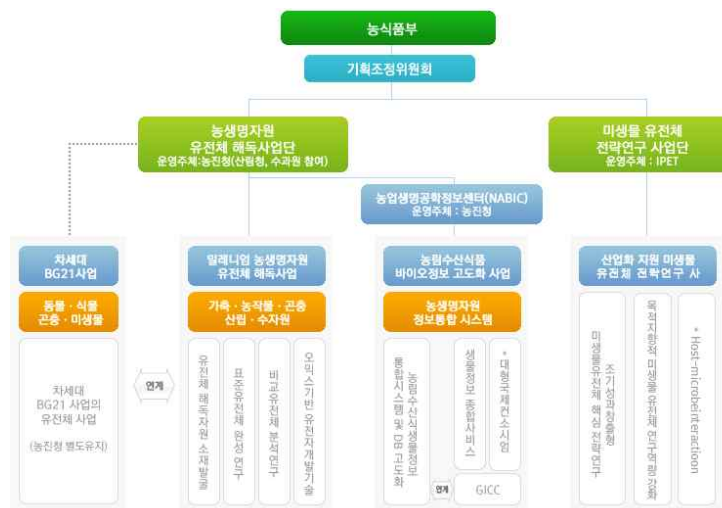 농식품부
기획조정위원회
농생명자원
유전체 해독사업단
운영주체:농진청(산림청, 수과원 참여)
미생물 유전체
전략연구 사업단
운영주체 : IPET
농업생명공학정보센터(NABIC)
운영주체 : 농진청
차세대
BG21사업
밀레니엄 농생명자원
유전체 해독사업
농림수산식품
바이오정보 고도화 사업
산업화 지원 미생물
유전체 전략연구 사
동물 · 식물
곤충 · 미생물
가축 · 농작물 · 곤충
산림 · 수자원
농생명자원
정보통합 시스템
차세대
BG21 사업의
유전체 사업
(농진청 별도유지)
연계
유전체 해독자원 소재발굴
표준유전체 완성 연구
비교유전체 분석연구
오믹스기반 유전자개발기술
농림수산식생물정보
통합시스템 및 DB 고도화
생물정보 종합서비스
* 대형국제컨소시엄
연계
GICC
조기성과창출형
미생물유전체 핵심 전략연구
목적지향적 미생물 유전체 연구역량 강화
* Host-microbeinteractioon